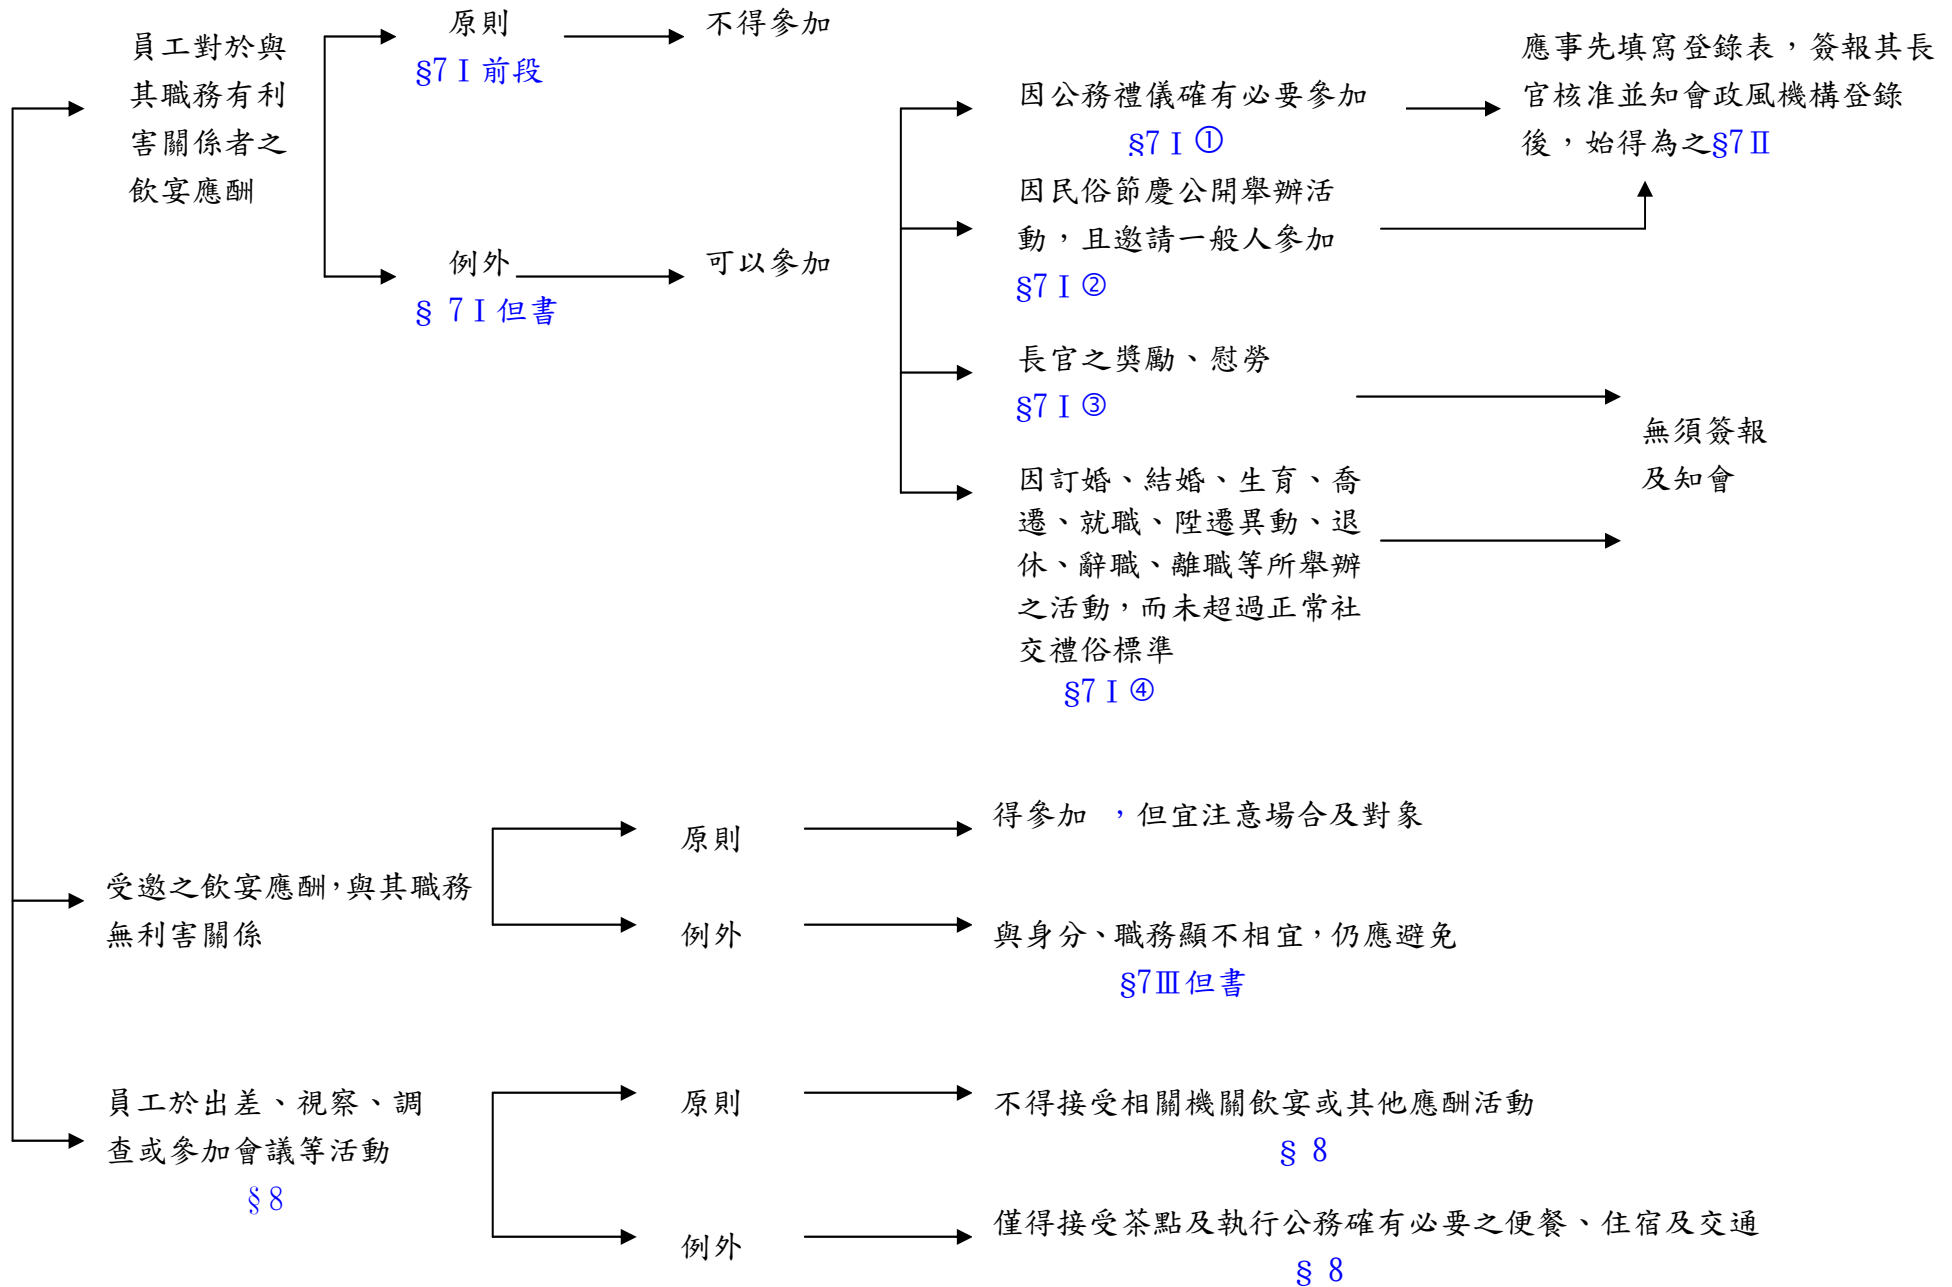 員工對於與
其職務有利
害關係者之
飲宴應酬
原則
§7Ⅰ前段
不得參加
例外
§ 7Ⅰ但書
可以參加
因公務禮儀確有必要參加
§7Ⅰ①
應事先填寫登錄表，簽報其長
官核准並知會政風機構登錄
後，始得為之§7Ⅱ
因民俗節慶公開舉辦活
動，且邀請一般人參加
§7Ⅰ②
長官之獎勵、慰勞
§7Ⅰ③
因訂婚、結婚、生育、喬
遷、就職、陞遷異動、退
休、辭職、離職等所舉辦
之活動，而未超過正常社
交禮俗標準
§7Ⅰ④
無須簽報
及知會
受邀之飲宴應酬，與其職務
無利害關係
原則
得參加 ，但宜注意場合及對象
例外
與身分、職務顯不相宜，仍應避免
§7Ⅲ但書
員工於出差、視察、調
查或參加會議等活動
§8
原則
不得接受相關機關飲宴或其他應酬活動
§ 8
例外
僅得接受茶點及執行公務確有必要之便餐、住宿及交通
§ 8